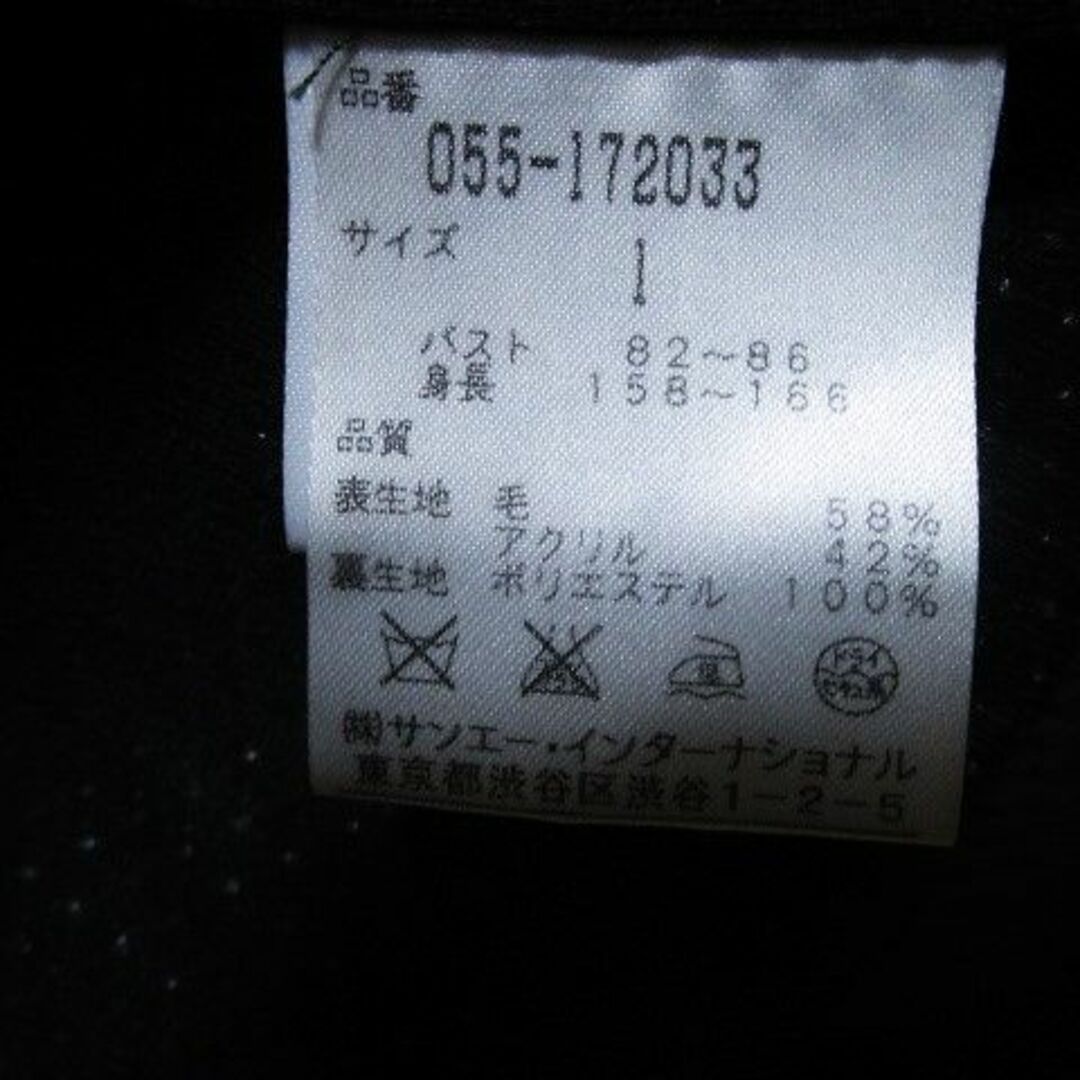 品番
055-172033
サイズ 1
バスト 82～86
身長 158～166
品質
表生地 毛 58%
アクリル 42%
裏生地 ポリエステル 100%
ドライ
㈱サンエー・インターナショナル
東京都渋谷区渋谷1-2-5